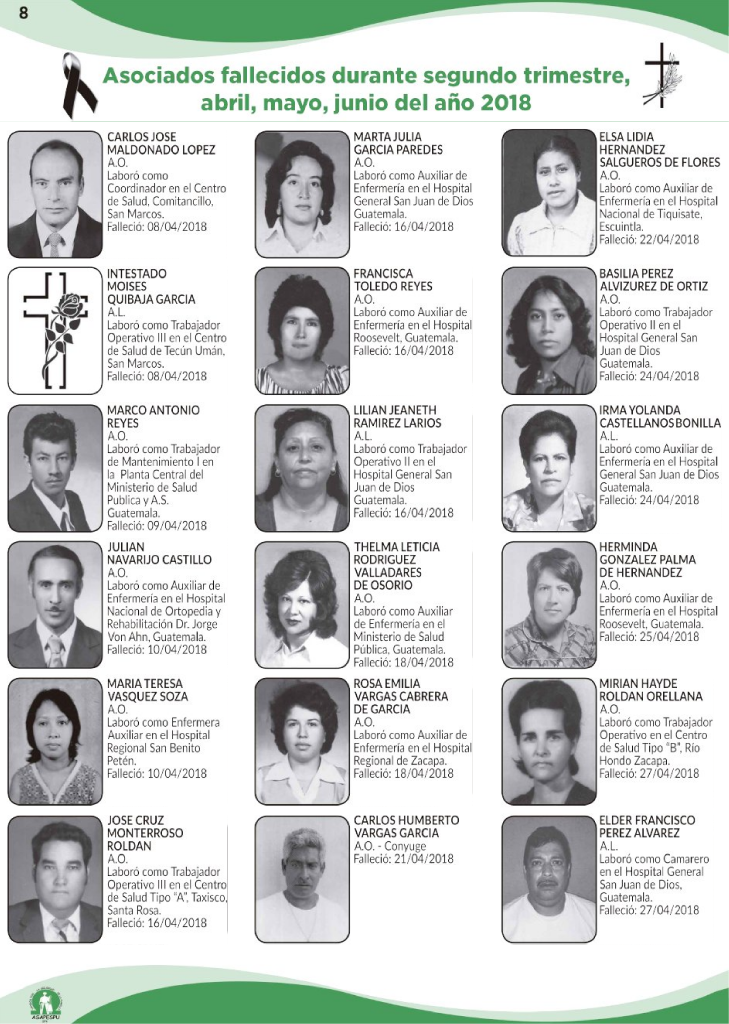 8
Asociados fallecidos durante segundo trimestre,
abril, mayo, junio del año 2018
CARLOS JOSE
MALDONADO LOPEZ
A.O.
Laboró como
Coordinador en el Centro
de Salud, Comitancillo,
San Marcos.
Falleció: 08/04/2018
INTESTADO
MOISES
QUIBAJA GARCIA
A.L.
Laboró como Trabajador
Operativo III en el Centro
de Salud de Tecún Umán,
San Marcos.
Falleció: 08/04/2018
MARCO ANTONIO
REYES
A.O.
Laboró como Trabajador
de Mantenimiento I en
la Planta Central del
Ministerio de Salud
Publica y A.S.
Guatemala.
Falleció: 09/04/2018
JULIAN
NAVARIJO CASTILLO
A.O.
Laboró como Auxiliar de
Enfermería en el Hospital
Nacional de Ortopedia y
Rehabilitación Dr. Jorge
Von Ahn, Guatemala.
Falleció: 10/04/2018
MARIA TERESA
VASQUEZ SOZA
A.O.
Laboró como Enfermera
Auxiliar en el Hospital
Regional San Benito
Petén.
Falleció: 10/04/2018
JOSE CRUZ
MONTERROSO
ROLDAN
A.O.
Laboró como Trabajador
Operativo III en el Centro
de Salud Tipo "A", Taxisco,
Santa Rosa.
Falleció: 16/04/2018
MARTA JULIA
GARCIA PAREDES
A.O.
Laboró como Auxiliar de
Enfermería en el Hospital
General San Juan de Dios
Guatemala.
Falleció: 16/04/2018
FRANCISCA
TOLEDO REYES
A.O.
Laboró como Auxiliar de
Enfermería en el Hospital
Roosevelt, Guatemala.
Falleció: 16/04/2018
LILIAN JEANETH
RAMIREZ LARIOS
A.L.
Laboró como Trabajador
Operativo II en el
Hospital General San
Juan de Dios
Guatemala.
Falleció: 16/04/2018
THELMA LETICIA
RODRIGUEZ
VALLADARES
DE OSORIO
A.O.
Laboró como Auxiliar
de Enfermería en el
Ministerio de Salud
Pública, Guatemala.
Falleció: 18/04/2018
ROSA EMILIA
VARGAS CABRERA
DE GARCIA
A.O.
Laboró como Auxiliar de
Enfermería en el Hospital
Regional de Zacapa.
Falleció: 18/04/2018
CARLOS HUMBERTO
VARGAS GARCIA
A.O. - Conyuge
Falleció: 21/04/2018
ELSA LIDIA
HERNANDEZ
SALGUEROS DE FLORES
A.O.
Laboró como Auxiliar de
Enfermería en el Hospital
Nacional de Tiquisate,
Escuintla.
Falleció: 22/04/2018
BASILIA PEREZ
ALVIZUREZ DE ORTIZ
A.O.
Laboró como Trabajador
Operativo II en el
Hospital General San
Juan de Dios
Guatemala.
Falleció: 24/04/2018
IRMA YOLANDA
CASTELLANOS BONILLA
A.L.
Laboró como Auxiliar de
Enfermería en el Hospital
General San Juan de Dios
Guatemala.
Falleció: 24/04/2018
HERMINDA
GONZALEZ PALMA
DE HERNANDEZ
A.O.
Laboró como Auxiliar de
Enfermería en el Hospital
Roosevelt, Guatemala.
Falleció: 25/04/2018
MIRIAN HAYDE
ROLDAN ORELLANA
A.O.
Laboró como Trabajador
Operativo en el Centro
de Salud Tipo "B", Río
Hondo Zacapa.
Falleció: 27/04/2018
ELDER FRANCISCO
PEREZ ALVAREZ
A.L.
Laboró como Camarero
en el Hospital General
San Juan de Dios,
Guatemala.
Falleció: 27/04/2018